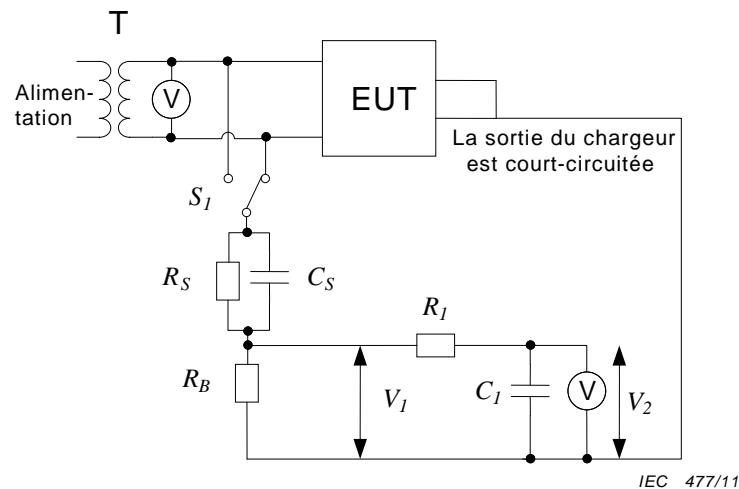 T
Alimen-
tation
V
EUT
La sortie du chargeur
est court-circuitée
S1
RS
CS
R1
RB
V1
C1
V
V2
IEC 477/11